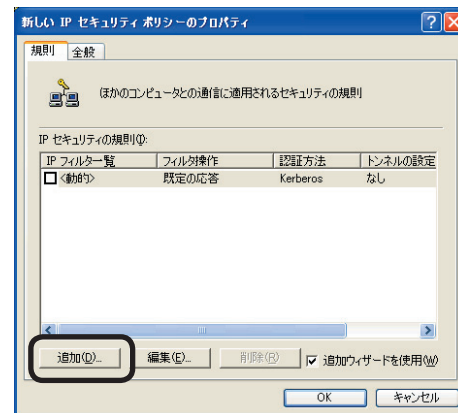 新しい IP セキュリティ ポリシーのプロパティ
規則 全般
ほかのコンピュータとの通信に適用されるセキュリティの規則
IP セキュリティの規則(I):
IP フィルタ一覧 フィルタ操作 認証方法 トンネルの設定
<動的> 既定の応答 Kerberos なし
追加(D)... 編集(E)... 削除(R) 追加ウィザードを使用(W)
OK キャンセル